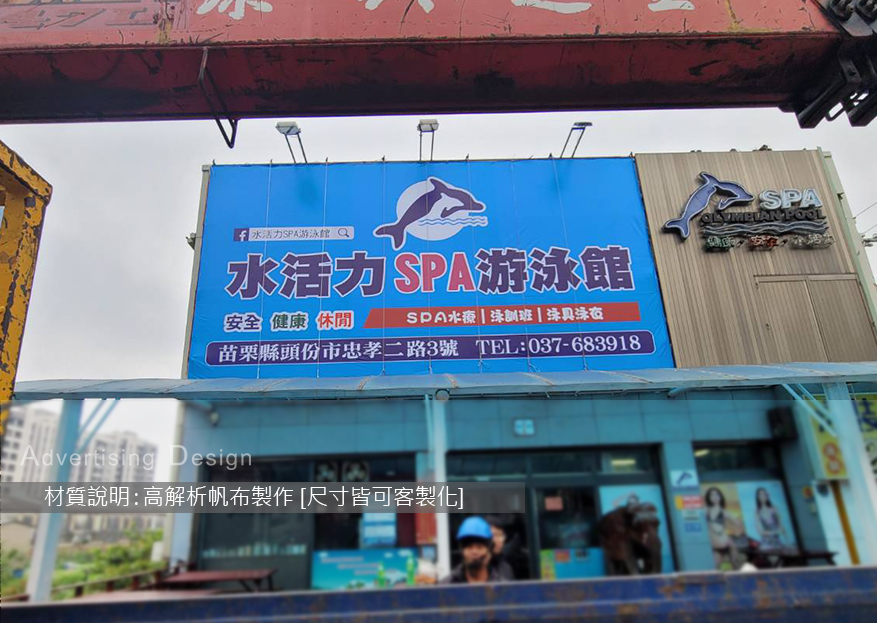 水活力SPA游泳館
水活力SPA游泳館
安全 健康 休閒
SPA水療｜泳訓班｜泳具泳衣
苗栗縣頭份市忠孝二路3號 TEL:037-683918
SPA
OLYMPIAN POOL
Advertising Design
材質說明:高解析帆布製作 [尺寸皆可客製化]